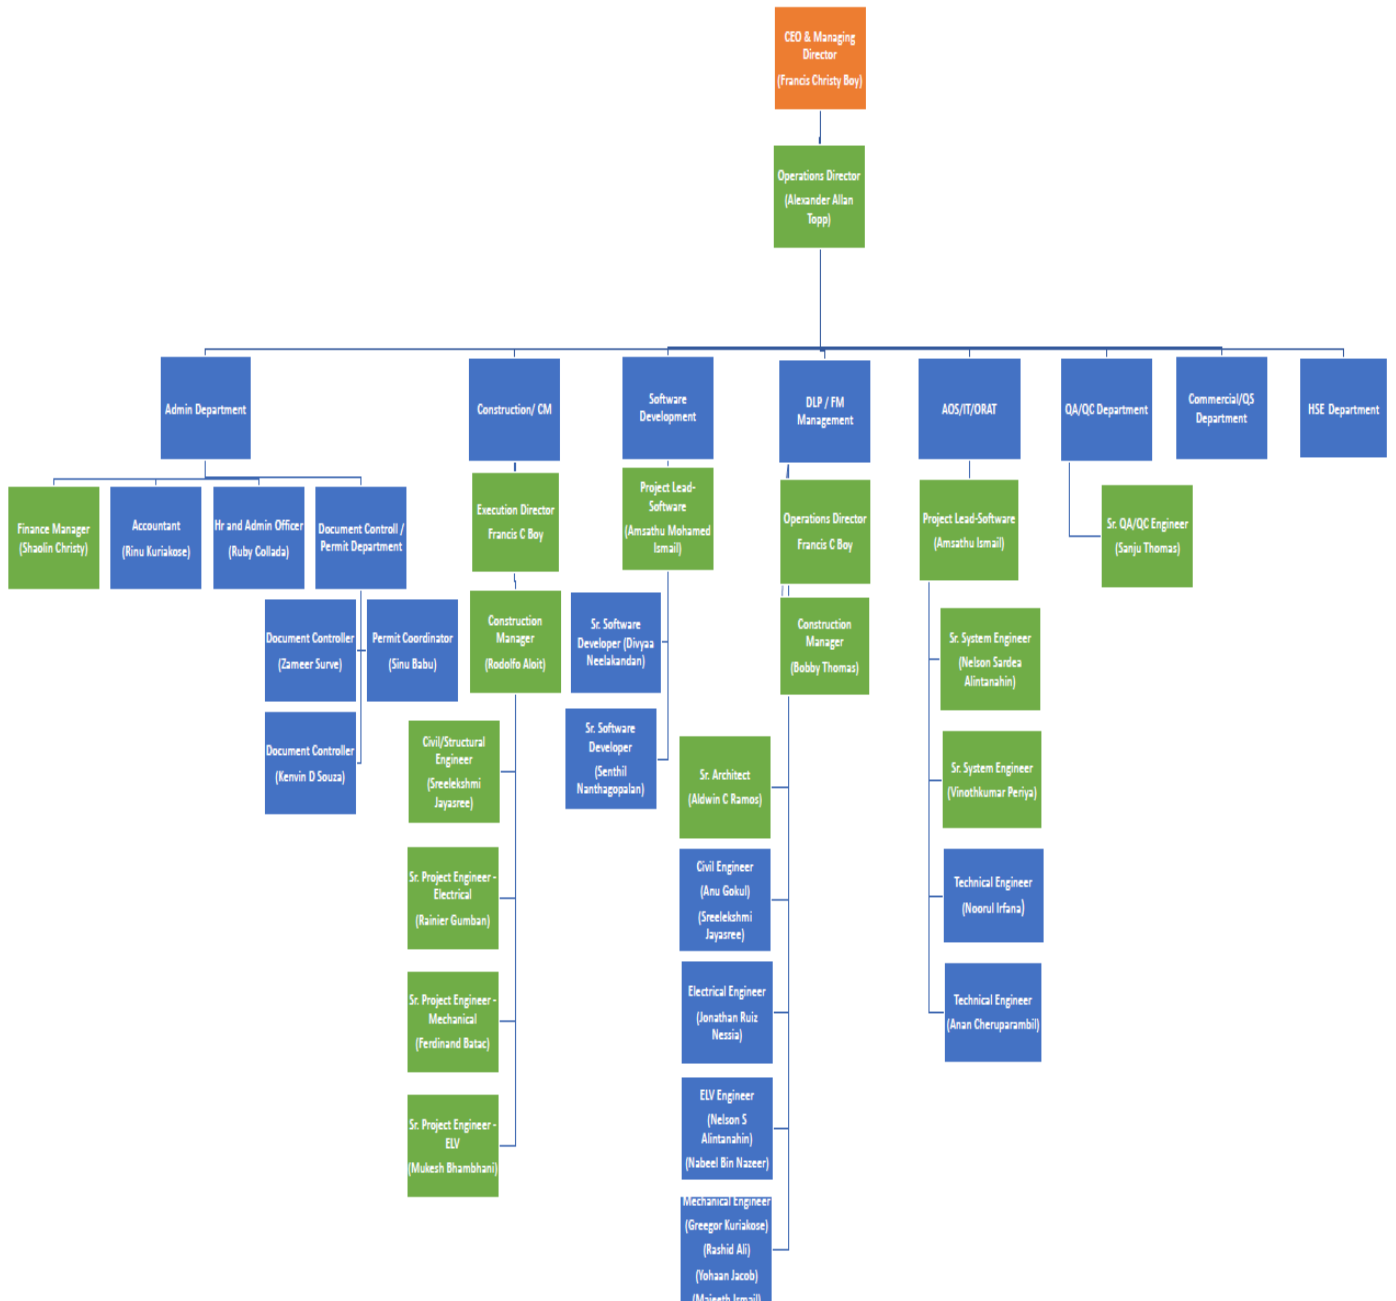 CEO & Managing
Director
(Francis Christy Boy)
Operations Director
(Alexander Allan
Topp)
Admin Department
Construction/ CM
Software
Development
DLP / FM
Management
AOS/IT/ORAT
QA/QC Department
Commercial/QS
Department
HSE Department
Finance Manager
(Shaolin Christy)
Accountant
(Rinu Kuriakose)
Hr and Admin Officer
(Ruby Collada)
Document Controll /
Permit Department
Document Controller
(Zameer Surve)
Permit Coordinator
(Sinu Babu)
Document Controller
(Kenvin D Souza)
Execution Director
Francis C Boy
Construction
Manager
(Rodolfo Aloit)
Civil/Structural
Engineer
(Sreelekshmi
Jayasree)
Sr. Project Engineer -
Electrical
(Rainier Gumban)
Sr. Project Engineer -
Mechanical
(Ferdinand Batac)
Sr. Project Engineer -
ELV
(Mukesh Bhambhani)
Project Lead-
Software
(Amsathu Mohamed
Ismail)
Sr. Software
Developer (Divyaa
Neelakandan)
Sr. Software
Developer
(Senthil
Nanthagopalan)
Operations Director
Francis C Boy
Construction
Manager
(Bobby Thomas)
Sr. Architect
(Aldwin C Ramos)
Civil Engineer
(Anu Gokul)
(Sreelekshmi
Jayasree)
Electrical Engineer
(Jonathan Ruiz
Nessia)
ELV Engineer
(Nelson S
Alintanahin)
(Nabeel Bin Nazeer)
Mechanical Engineer
(Greegor Kuriakose)
(Rashid Ali)
(Yohaan Jacob)
(Majeeth Ismail)
Project Lead-Software
(Amsathu Ismail)
Sr. System Engineer
(Nelson Sardea
Alintanahin)
Sr. System Engineer
(Vinothkumar Periya)
Technical Engineer
(Noorul Irfana)
Technical Engineer
(Anan Cheruparambil)
Sr. QA/QC Engineer
(Sanju Thomas)